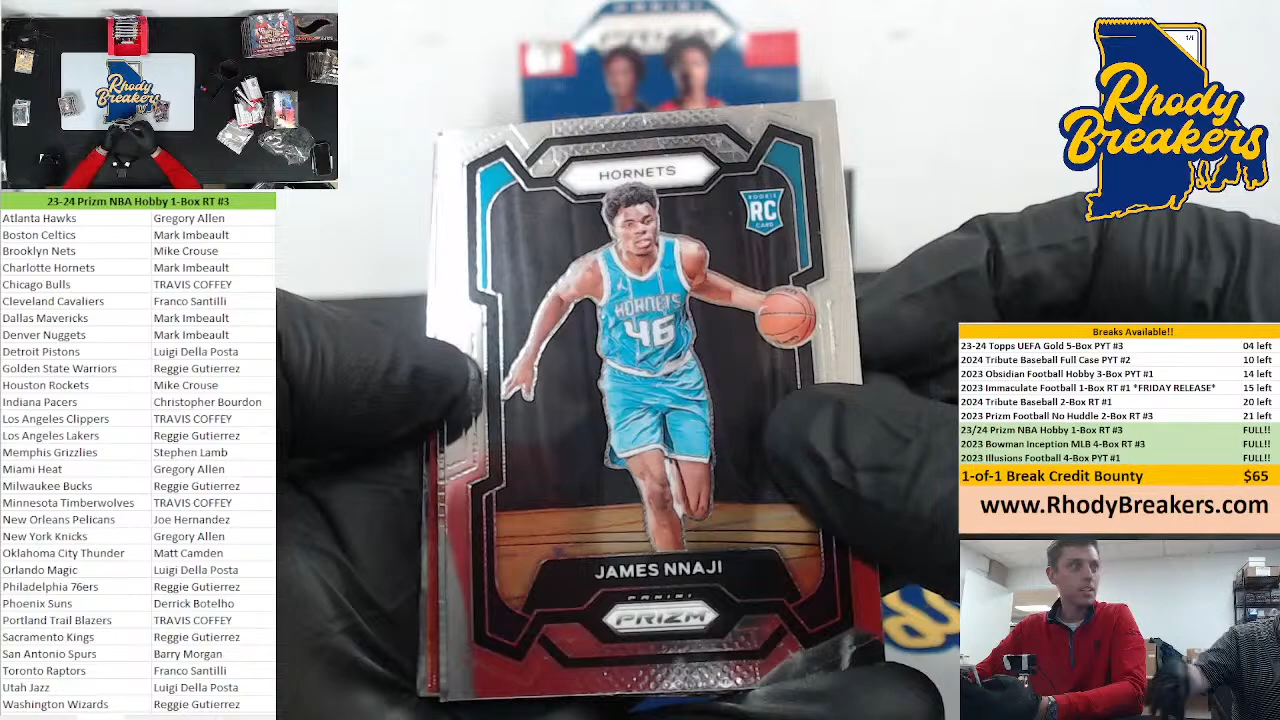 Rhody
Breakers
23-24 Prizm NBA Hobby 1-Box RT #3
Atlanta Hawks Gregory Allen
Boston Celtics Mark Imbeault
Brooklyn Nets Mike Crouse
Charlotte Hornets Mark Imbeault
Chicago Bulls TRAVIS COFFEY
Cleveland Cavaliers Franco Santilli
Dallas Mavericks Mark Imbeault
Denver Nuggets Mark Imbeault
Detroit Pistons Luigi Della Posta
Golden State Warriors Reggie Gutierrez
Houston Rockets Mike Crouse
Indiana Pacers Christopher Bourdon
Los Angeles Clippers TRAVIS COFFEY
Los Angeles Lakers Reggie Gutierrez
Memphis Grizzlies Stephen Lamb
Miami Heat Gregory Allen
Milwaukee Bucks Reggie Gutierrez
Minnesota Timberwolves TRAVIS COFFEY
New Orleans Pelicans Joe Hernandez
New York Knicks Gregory Allen
Oklahoma City Thunder Matt Camden
Orlando Magic Luigi Della Posta
Philadelphia 76ers Reggie Gutierrez
Phoenix Suns Derrick Botelho
Portland Trail Blazers TRAVIS COFFEY
Sacramento Kings Reggie Gutierrez
San Antonio Spurs Barry Morgan
Toronto Raptors Franco Santilli
Utah Jazz Luigi Della Posta
Washington Wizards Reggie Gutierrez
HORNETS
ROOKIE
RC
CARD
HORNETS
46
JAMES NNAJI
PANINI
PRIZM
1/1
Rhody
Breakers
Breaks Available!!
23-24 Topps UEFA Gold 5-Box PYT #3 04 left
2024 Tribute Baseball Full Case PYT #2 10 left
2023 Obsidian Football Hobby 3-Box PYT #1 14 left
2023 Immaculate Football 1-Box RT #1 *FRIDAY RELEASE* 15 left
2024 Tribute Baseball 2-Box RT #1 20 left
2023 Prizm Football No Huddle 2-Box RT #3 21 left
23/24 Prizm NBA Hobby 1-Box RT #3 FULL!!
2023 Bowman Inception MLB 4-Box RT #3 FULL!!
2023 Illusions Football 4-Box PYT #1 FULL!!
1-of-1 Break Credit Bounty $65
www.RhodyBreakers.com